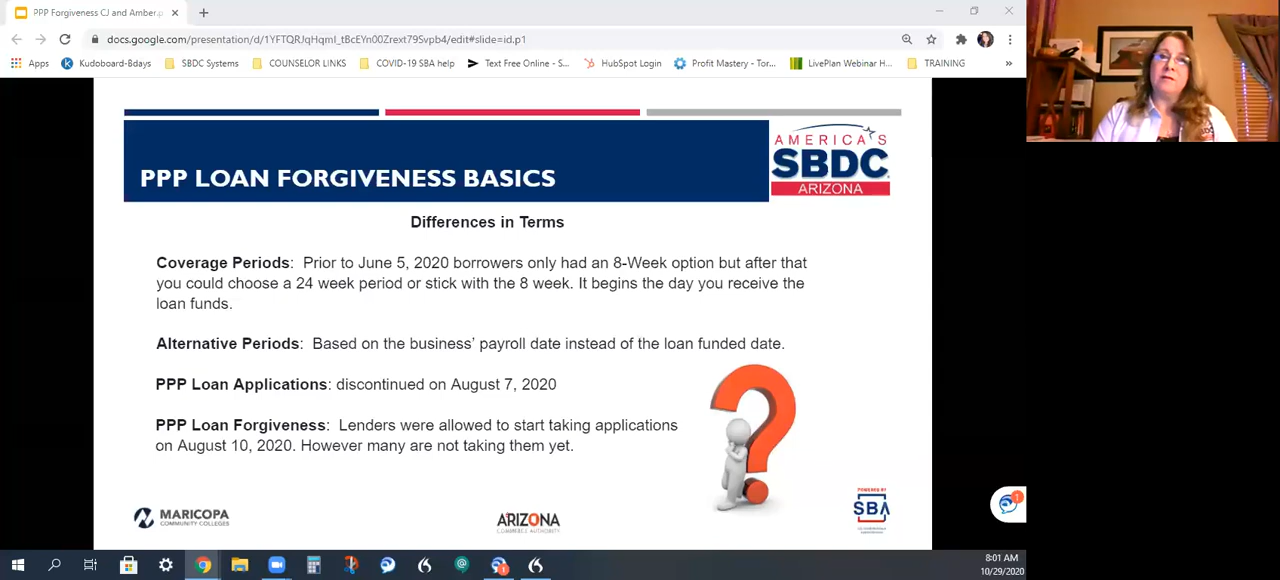 PPP Forgiveness CJ and Amber.p
docs.google.com/presentation/d/1YFTQRJqHqmI_tBcEYn00Zrext79Svpb4/edit#slide=id.p1
Apps Kudoboard-8days SBDC Systems COUNSELOR LINKS COVID-19 SBA help Text Free Online - S... HubSpot Login Profit Mastery - Tor... LivePlan Webinar H... TRAINING »
AMERICA'S
SBDC
ARIZONA
PPP LOAN FORGIVENESS BASICS
Differences in Terms
Coverage Periods: Prior to June 5, 2020 borrowers only had an 8-Week option but after that
you could choose a 24 week period or stick with the 8 week. It begins the day you receive the
loan funds.
Alternative Periods: Based on the business' payroll date instead of the loan funded date.
PPP Loan Applications: discontinued on August 7, 2020
PPP Loan Forgiveness: Lenders were allowed to start taking applications
on August 10, 2020. However many are not taking them yet.
MARICOPA
COMMUNITY COLLEGES
ARIZONA
COMMERCE AUTHORITY
POWERED BY
SBA
8:01 AM
10/29/2020